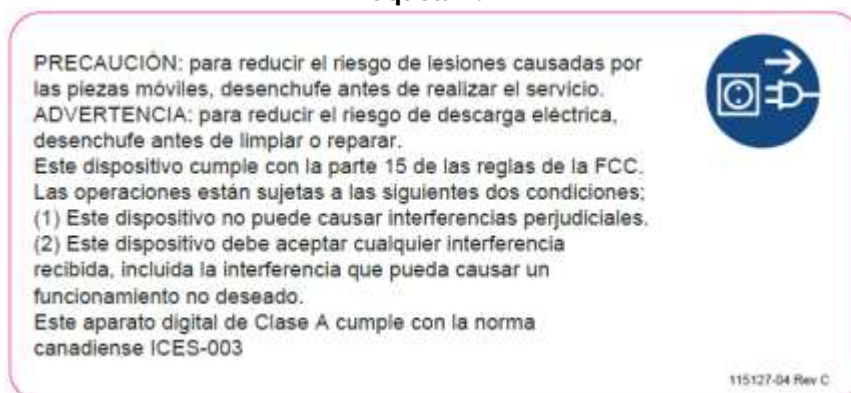 PRECAUCIÓN: para reducir el riesgo de lesiones causadas por
las piezas móviles, desenchufe antes de realizar el servicio.
ADVERTENCIA: para reducir el riesgo de descarga eléctrica,
desenchufe antes de limpiar o reparar.
Este dispositivo cumple con la parte 15 de las reglas de la FCC.
Las operaciones están sujetas a las siguientes dos condiciones:
(1) Este dispositivo no puede causar interferencias perjudiciales.
(2) Este dispositivo debe aceptar cualquier interferencia
recibida, incluida la interferencia que pueda causar un
funcionamiento no deseado.
Este aparato digital de Clase A cumple con la norma
canadiense ICES-003
115127-04 Rev C